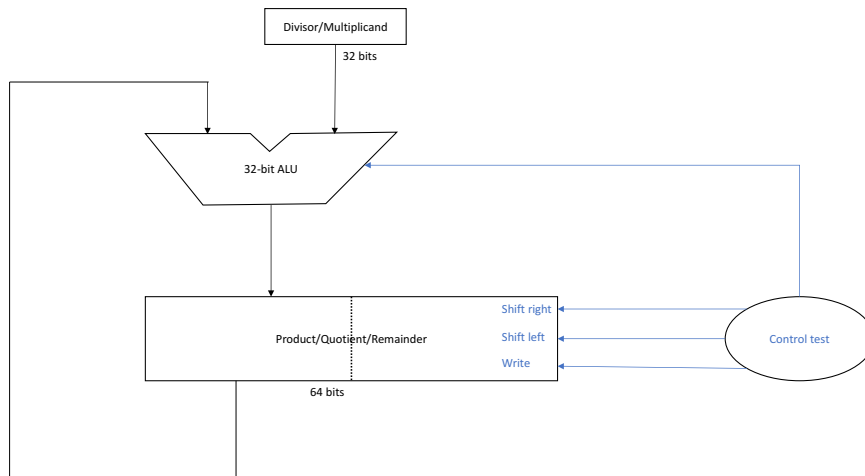 Divisor/Multiplicand
32 bits
32-bit ALU
Shift right
Product/Quotient/Remainder
Shift left
Control test
Write
64 bits